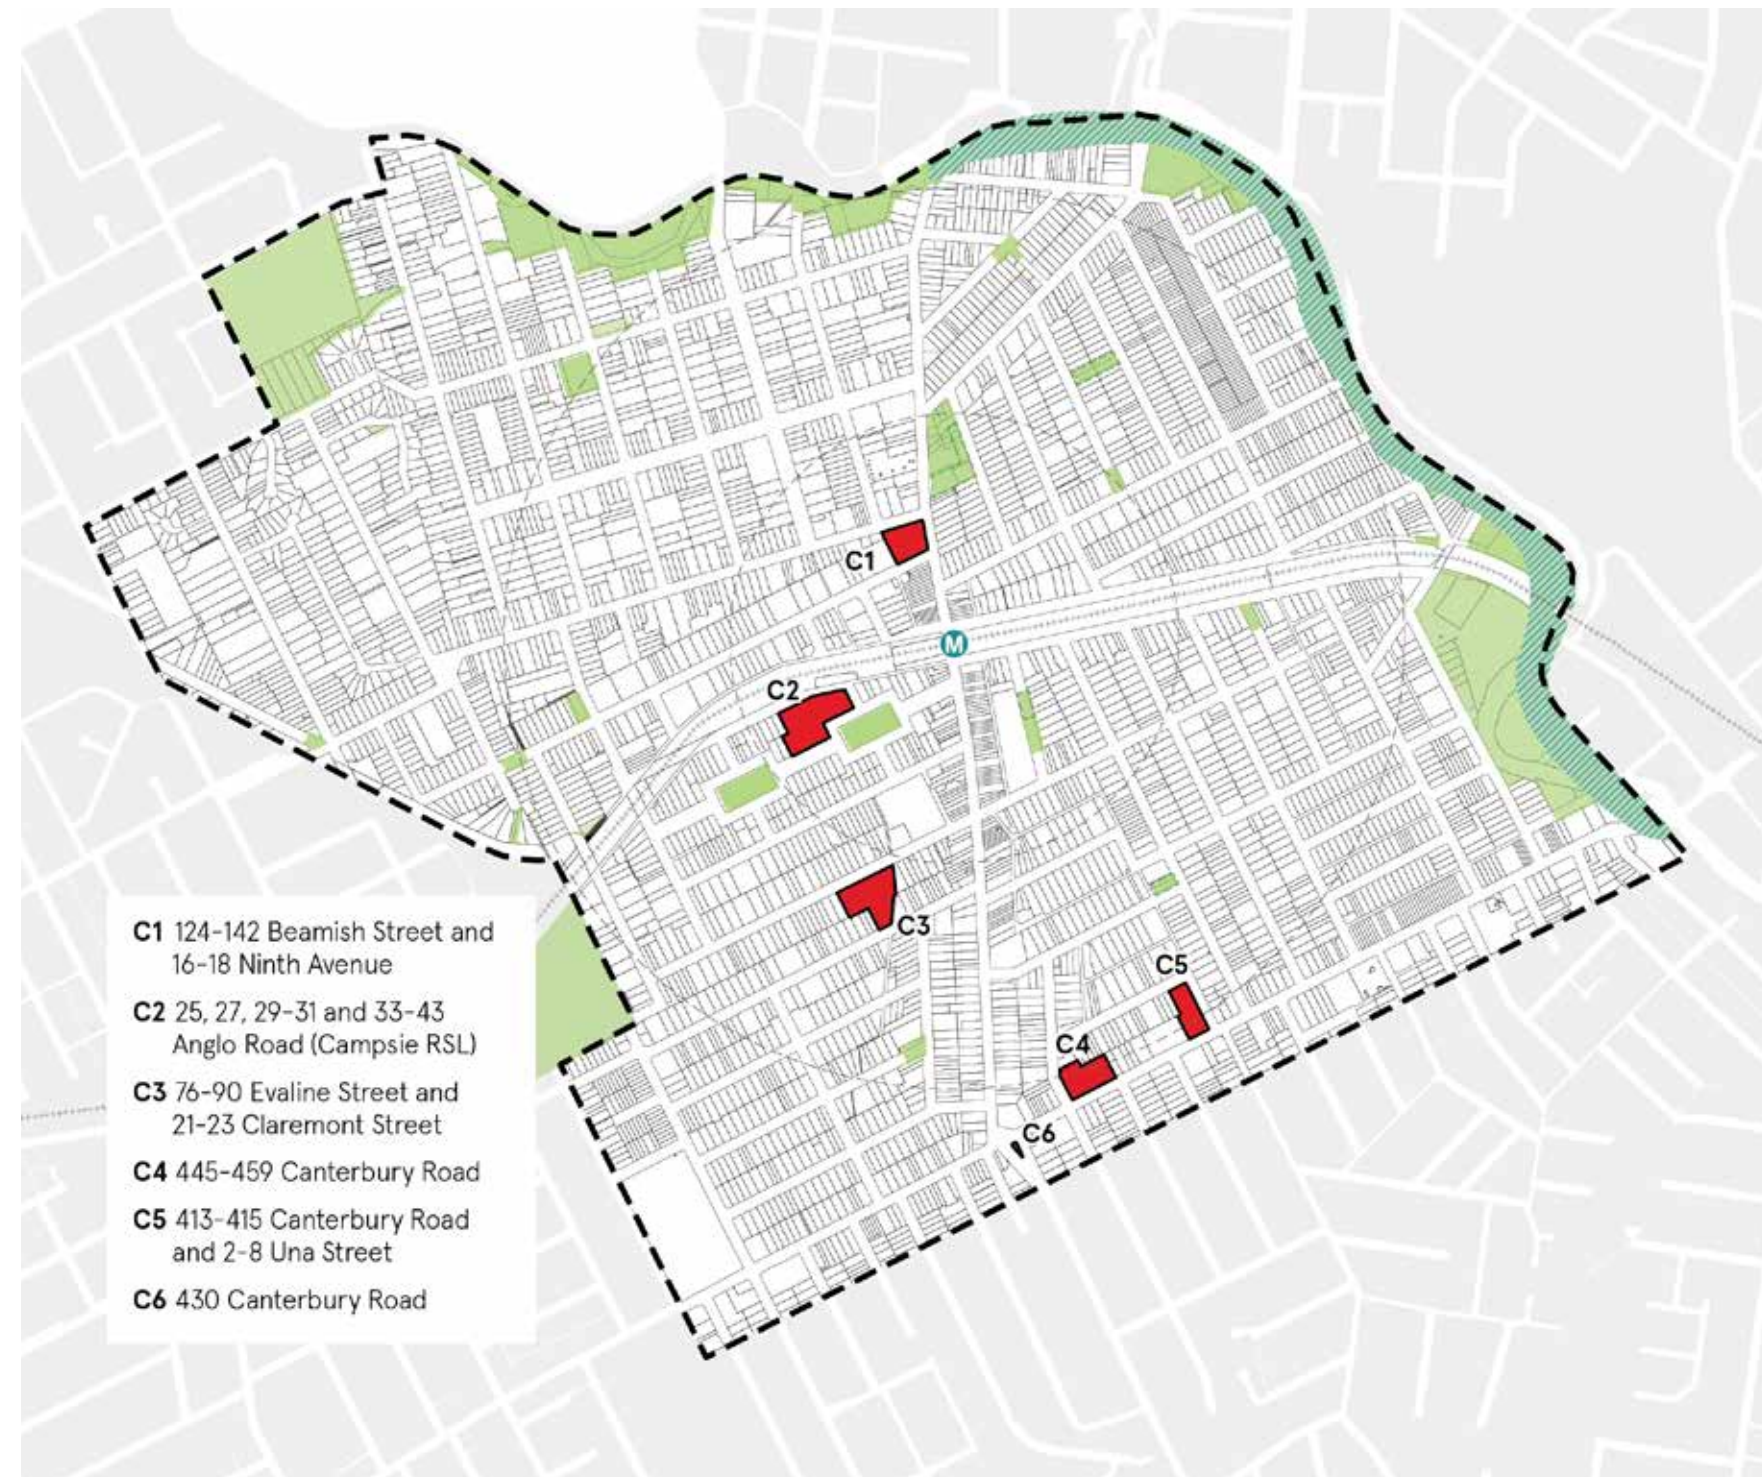 C1
M
C2
C3
C5
C4
C6
C1 124-142 Beamish Street and
16-18 Ninth Avenue
C2 25, 27, 29-31 and 33-43
Anglo Road (Campsie RSL)
C3 76-90 Evaline Street and
21-23 Claremont Street
C4 445-459 Canterbury Road
C5 413-415 Canterbury Road
and 2-8 Una Street
C6 430 Canterbury Road